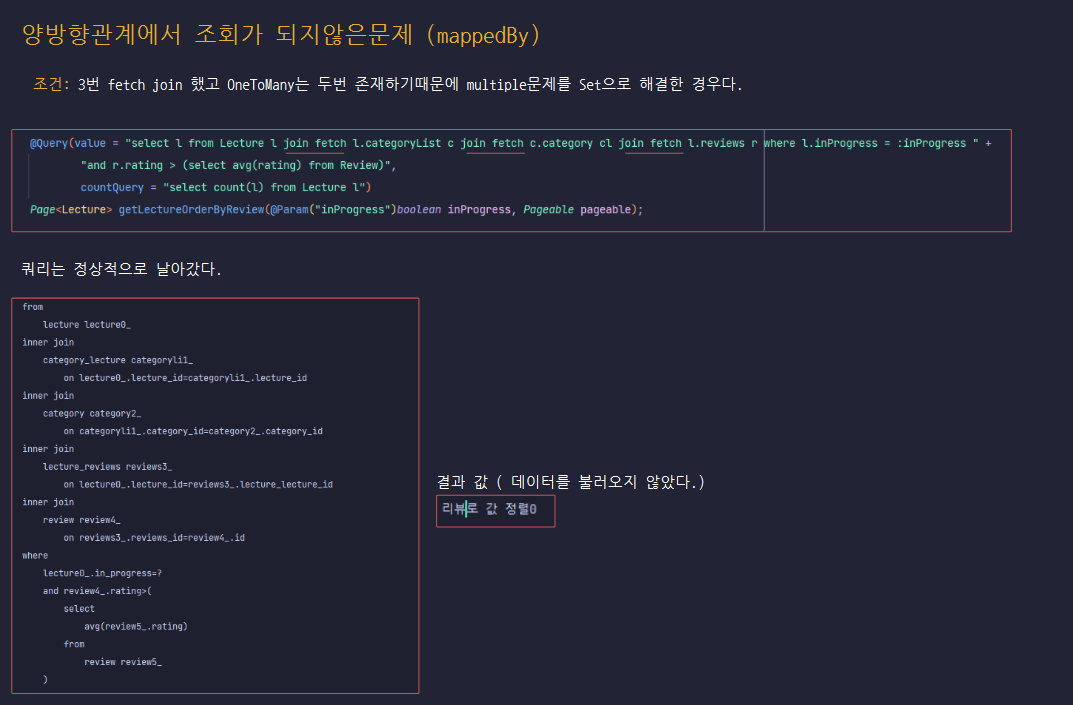 양방향관계에서 조회가 되지않은문제 (mappedBy)
조건: 3번 fetch join 했고 OneToMany는 두번 존재하기때문에 multiple문제를 Set으로 해결한 경우다.
@Query(value = "select l from Lecture l join fetch l.categoryList c join fetch c.category cl join fetch l.reviews r where l.inProgress = :inProgress " +
"and r.rating > (select avg(rating) from Review)",
countQuery = "select count(l) from Lecture l")
Page<Lecture> getLectureOrderByReview(@Param("inProgress")boolean inProgress, Pageable pageable);
쿼리는 정상적으로 날아갔다.
from
lecture lecture0_
inner join
category_lecture categoryli1_
on lecture0_.lecture_id=categoryli1_.lecture_id
inner join
category category2_
on categoryli1_.category_id=category2_.category_id
inner join
lecture_reviews reviews3_
on lecture0_.lecture_id=reviews3_.lecture_lecture_id
inner join
review review4_
on reviews3_.reviews_id=review4_.id
where
lecture0_.in_progress=?
and review4_.rating>(
select
avg(review5_.rating)
from
review review5_
)
결과 값 ( 데이터를 불러오지 않았다.)
리뷰로 값 정렬0